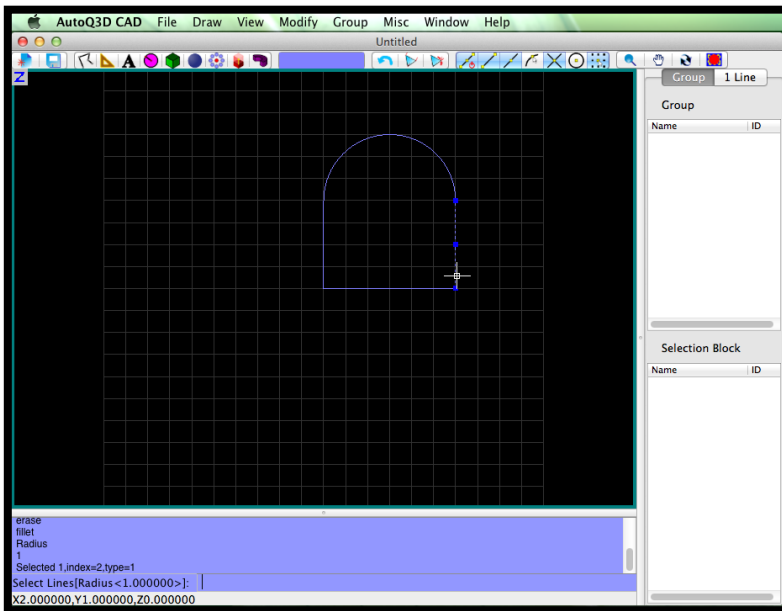 AutoQ3D CAD File Draw View Modify Group Misc Window Help
Untitled
A
Z
Group 1 Line
Group
Name ID
Selection Block
Name ID
erase
fillet
Radius
1
Selected 1,index=2,type=1
Select Lines[Radius<1.000000>]:
X2.000000,Y1.000000,Z0.000000